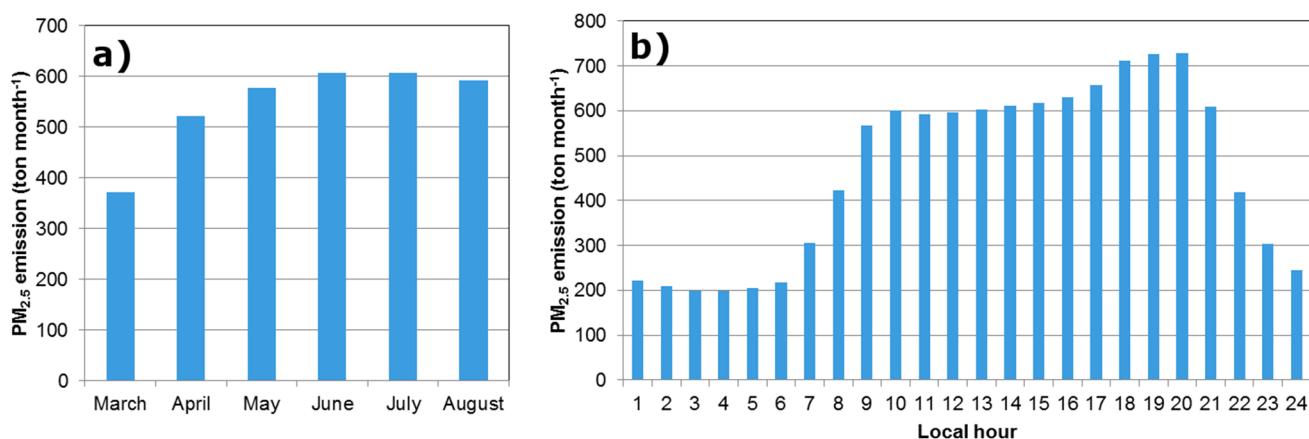 a)
PM2.5 emission (ton month-1)
700
600
500
400
300
200
100
0
March April May June July August
b)
PM2.5 emission (ton month-1)
800
700
600
500
400
300
200
100
0
1 2 3 4 5 6 7 8 9 10 11 12 13 14 15 16 17 18 19 20 21 22 23 24
Local hour